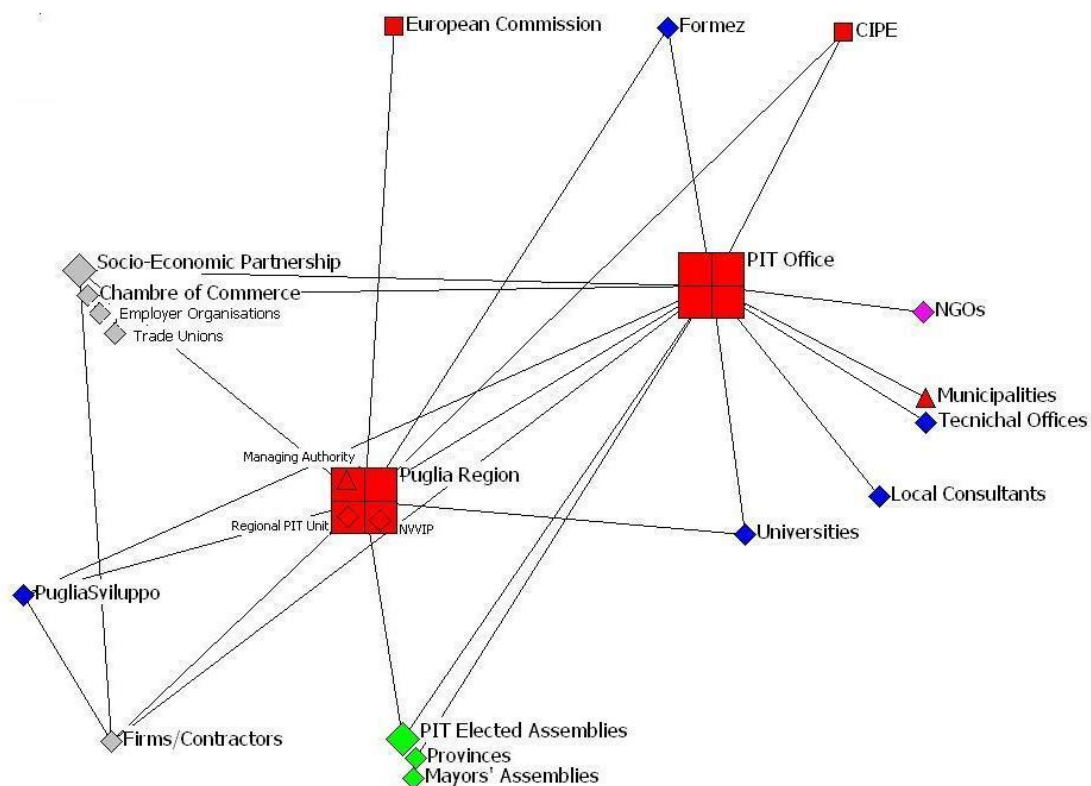 European Commission
Formez
CIPE
Socio-Economic Partnership
PIT Office
Chambre of Commerce
Employer Organisations
Trade Unions
NGOs
Municipalities
Tecnichal Offices
Managing Authority
Puglia Region
Local Consultants
Regional PIT Unit
NVVIP
Universities
PugliaSviluppo
PIT Elected Assemblies
Firms/Contractors
Provinces
Mayors' Assemblies